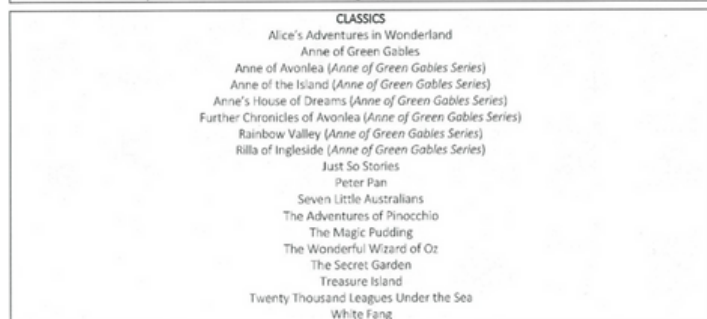 CLASSICS
Alice's Adventures in Wonderland
Anne of Green Gables
Anne of Avonlea (Anne of Green Gables Series)
Anne of the Island (Anne of Green Gables Series)
Anne's House of Dreams (Anne of Green Gables Series)
Further Chronicles of Avonlea (Anne of Green Gables Series)
Rainbow Valley (Anne of Green Gables Series)
Rilla of Ingleside (Anne of Green Gables Series)
Just So Stories
Peter Pan
Seven Little Australians
The Adventures of Pinocchio
The Magic Pudding
The Wonderful Wizard of Oz
The Secret Garden
Treasure Island
Twenty Thousand Leagues Under the Sea
White Fang